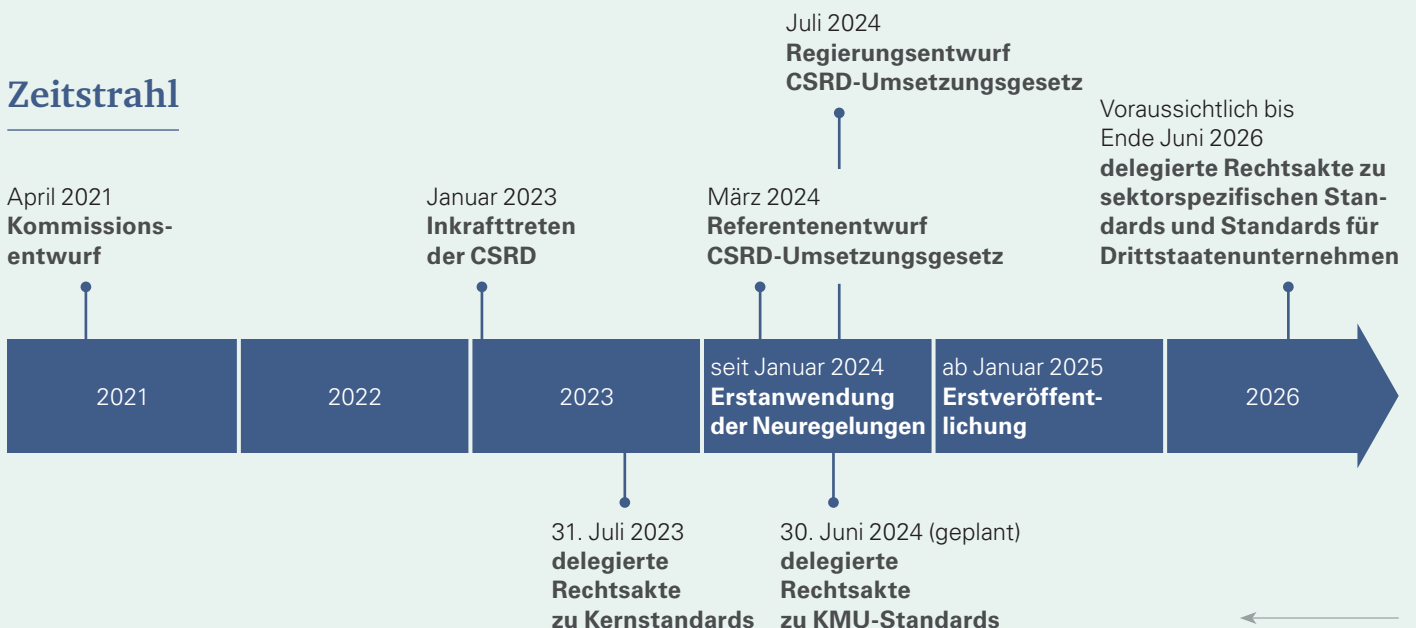 Zeitstrahl
April 2021
Kommissions-
entwurf
Januar 2023
Inkrafttreten
der CSRD
März 2024
Referentenentwurf
CSRD-Umsetzungsgesetz
Juli 2024
Regierungsentwurf
CSRD-Umsetzungsgesetz
Voraussichtlich bis
Ende Juni 2026
delegierte Rechtsakte zu
sektorspezifischen Stan-
dards und Standards für
Drittstaatenunternehmen
2021
2022
2023
seit Januar 2024
Erstanwendung
der Neuregelungen
ab Januar 2025
Erstveröffent-
lichung
2026
31. Juli 2023
delegierte
Rechtsakte
zu Kernstandards
30. Juni 2024 (geplant)
delegierte
Rechtsakte
zu KMU-Standards